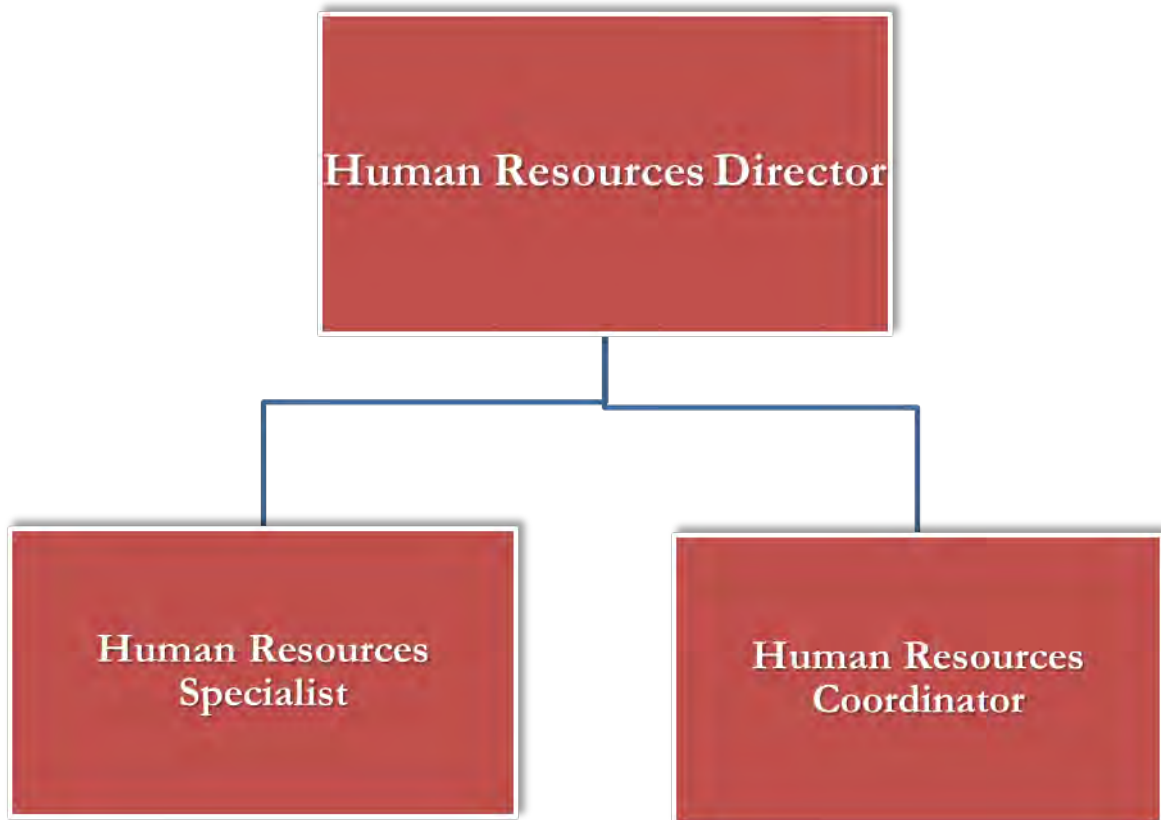 Human Resources Director
Human Resources
Specialist
Human Resources
Coordinator